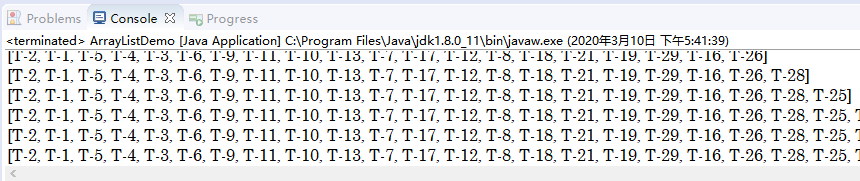 Problems Console Progress
<terminated> ArrayListDemo [Java Application] C:\Program Files\Java\jdk1.8.0_11\bin\javaw.exe (2020年3月10日 下午5:41:39)
[T-2, T-1, T-5, T-4, T-3, T-6, T-9, T-11, T-10, T-13, T-7, T-17, T-12, T-8, T-18, T-21, T-19, T-29, T-16, T-26]
[T-2, T-1, T-5, T-4, T-3, T-6, T-9, T-11, T-10, T-13, T-7, T-17, T-12, T-8, T-18, T-21, T-19, T-29, T-16, T-26, T-28]
[T-2, T-1, T-5, T-4, T-3, T-6, T-9, T-11, T-10, T-13, T-7, T-17, T-12, T-8, T-18, T-21, T-19, T-29, T-16, T-26, T-28, T-25]
[T-2, T-1, T-5, T-4, T-3, T-6, T-9, T-11, T-10, T-13, T-7, T-17, T-12, T-8, T-18, T-21, T-19, T-29, T-16, T-26, T-28, T-25, T
[T-2, T-1, T-5, T-4, T-3, T-6, T-9, T-11, T-10, T-13, T-7, T-17, T-12, T-8, T-18, T-21, T-19, T-29, T-16, T-26, T-28, T-25, T
[T-2, T-1, T-5, T-4, T-3, T-6, T-9, T-11, T-10, T-13, T-7, T-17, T-12, T-8, T-18, T-21, T-19, T-29, T-16, T-26, T-28, T-25, T